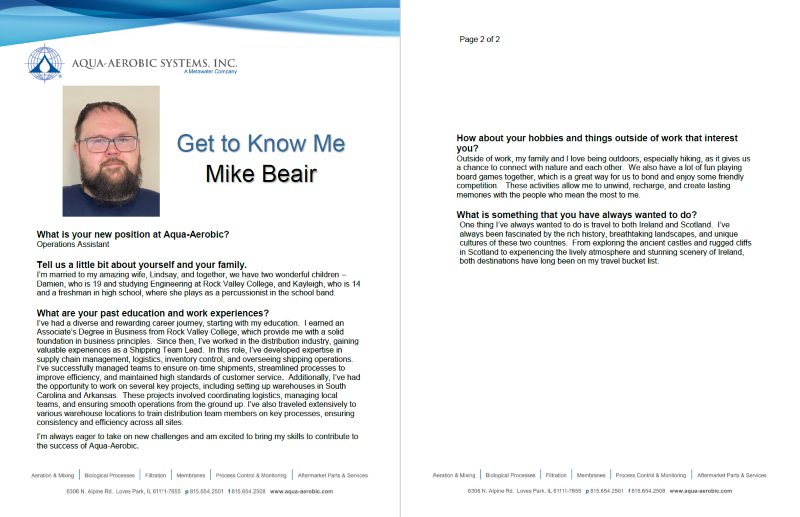 AQUA-AEROBIC SYSTEMS, INC.
A Metawater Company
Get to Know Me
Mike Beair
What is your new position at Aqua-Aerobic?
Operations Assistant
Tell us a little bit about yourself and your family.
I'm married to my amazing wife, Lindsay, and together, we have two wonderful children –
Damien, who is 19 and studying Engineering at Rock Valley College, and Kayleigh, who is 14
and a freshman in high school, where she plays as a percussionist in the school band.
What are your past education and work experiences?
I've had a diverse and rewarding career journey, starting with my education. I earned an
Associate's Degree in Business from Rock Valley College, which provide me with a solid
foundation in business principles. Since then, I've worked in the distribution industry, gaining
valuable experiences as a Shipping Team Lead. In this role, I've developed expertise in
supply chain management, logistics, inventory control, and overseeing shipping operations.
I've successfully managed teams to ensure on-time shipments, streamlined processes to
improve efficiency, and maintained high standards of customer service. Additionally, I've had
the opportunity to work on several key projects, including setting up warehouses in South
Carolina and Arkansas. These projects involved coordinating logistics, managing local
teams, and ensuring smooth operations from the ground up. I've also traveled extensively to
various warehouse locations to train distribution team members on key processes, ensuring
consistency and efficiency across all sites.
I'm always eager to take on new challenges and am excited to bring my skills to contribute to
the success of Aqua-Aerobic.
Aeration & Mixing | Biological Processes | Filtration | Membranes | Process Control & Monitoring | Aftermarket Parts & Services
6306 N. Alpine Rd. Loves Park, IL 61111-7655 p 815.654.2501 f 815.654.2508 www.aqua-aerobic.com
Page 2 of 2
How about your hobbies and things outside of work that interest
you?
Outside of work, my family and I love being outdoors, especially hiking, as it gives us
a chance to connect with nature and each other. We also have a lot of fun playing
board games together, which is a great way for us to bond and enjoy some friendly
competition. These activities allow me to unwind, recharge, and create lasting
memories with the people who mean the most to me.
What is something that you have always wanted to do?
One thing I've always wanted to do is travel to both Ireland and Scotland. I've
always been fascinated by the rich history, breathtaking landscapes, and unique
cultures of these two countries. From exploring the ancient castles and rugged cliffs
in Scotland to experiencing the lively atmosphere and stunning scenery of Ireland,
both destinations have long been on my travel bucket list.
Aeration & Mixing | Biological Processes | Filtration | Membranes | Process Control & Monitoring | Aftermarket Parts & Services
6306 N. Alpine Rd. Loves Park, IL 61111-7655 p 815.654.2501 f 815.654.2508 www.aqua-aerobic.com